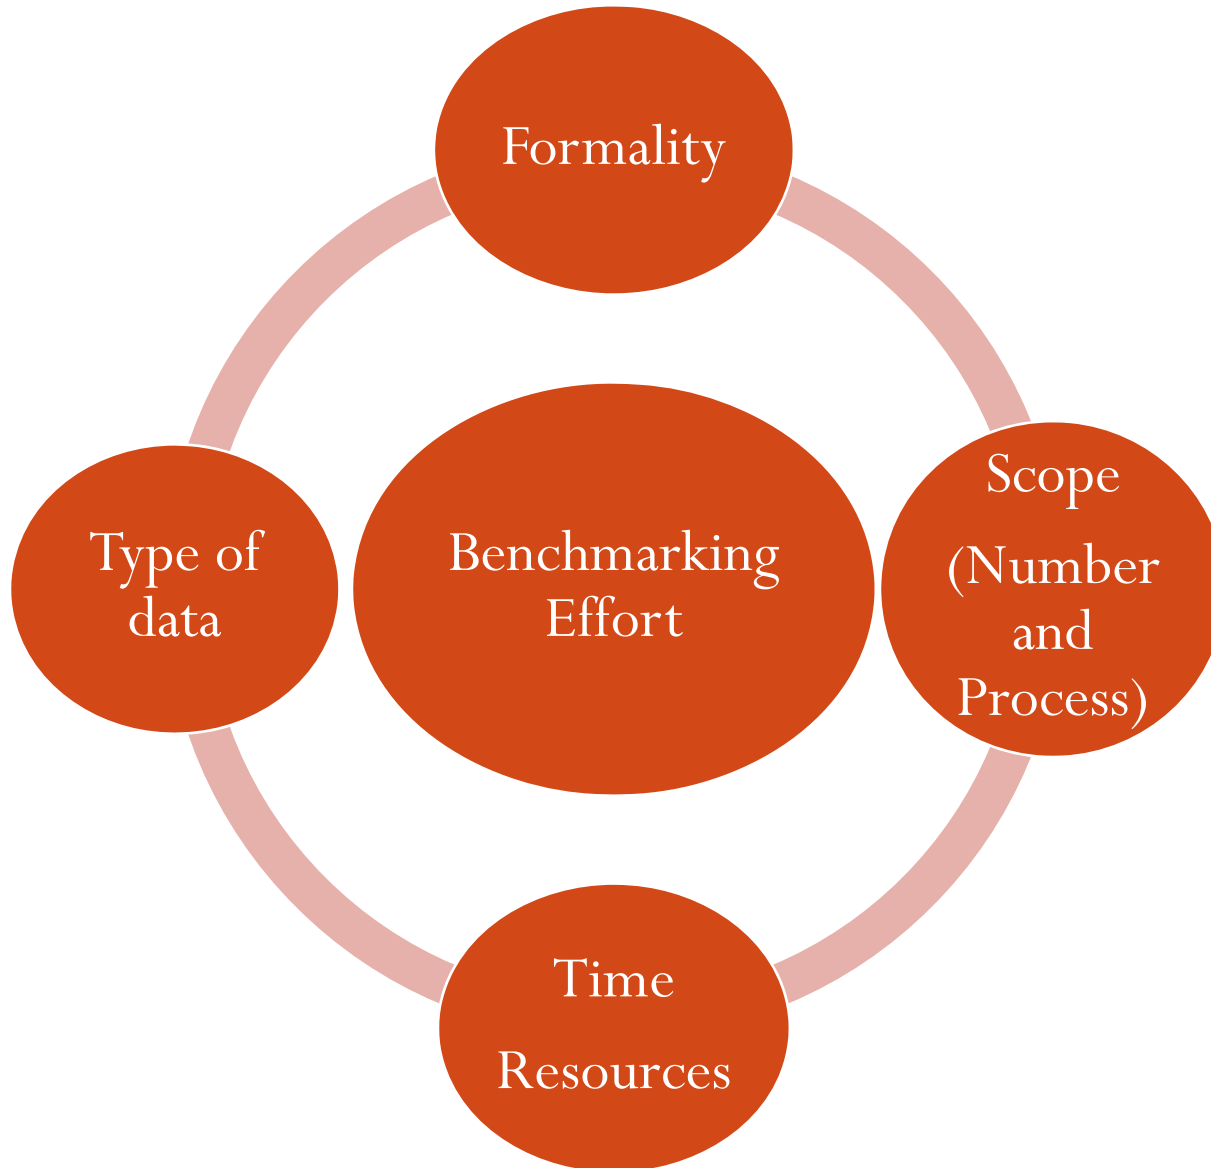 Formality
Scope
(Number
and
Process)
Type of
data
Benchmarking
Effort
Time
Resources